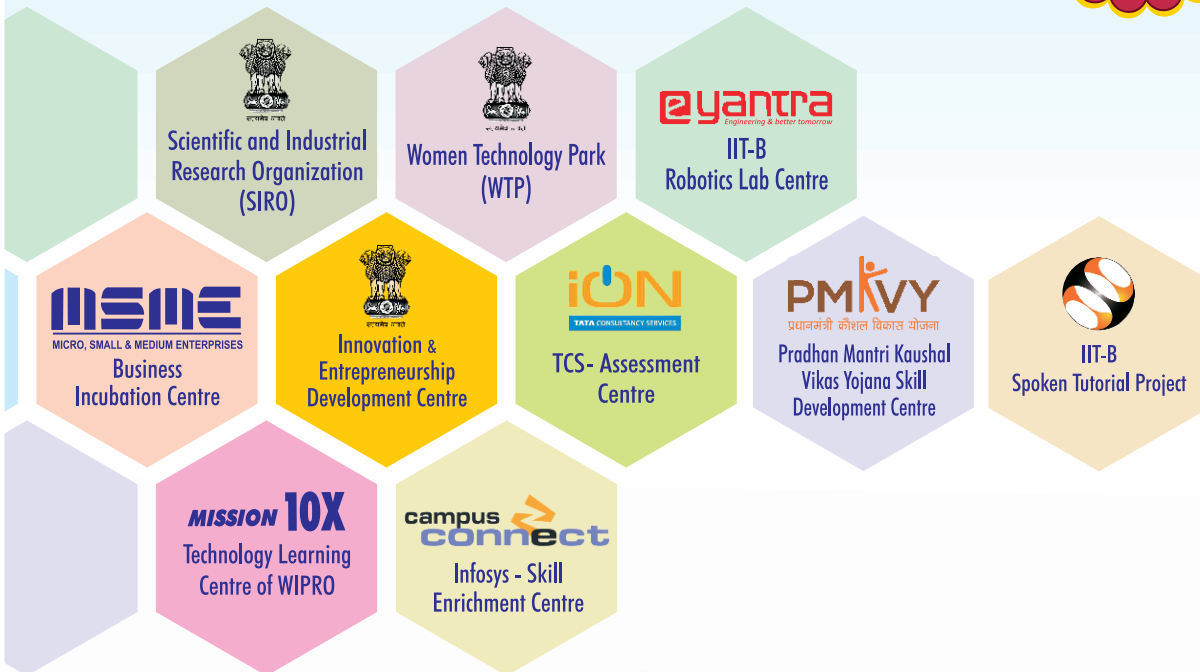 सत्यमेव जयते
Scientific and Industrial
Research Organization
(SIRO)
Women Technology Park
(WTP)
e yantra
Engineering & better tomorrow
IIT-B
Robotics Lab Centre
MSME
MICRO, SMALL & MEDIUM ENTERPRISES
Business
Incubation Centre
सत्यमेव जयते
Innovation &
Entrepreneurship
Development Centre
iON
TATA CONSULTANCY SERVICES
TCS- Assessment
Centre
PMKVY
प्रधानमंत्री कौशल विकास योजना
Pradhan Mantri Kaushal
Vikas Yojana Skill
Development Centre
IIT-B
Spoken Tutorial Project
MISSION 10X
Technology Learning
Centre of WIPRO
campus
connect
Infosys - Skill
Enrichment Centre